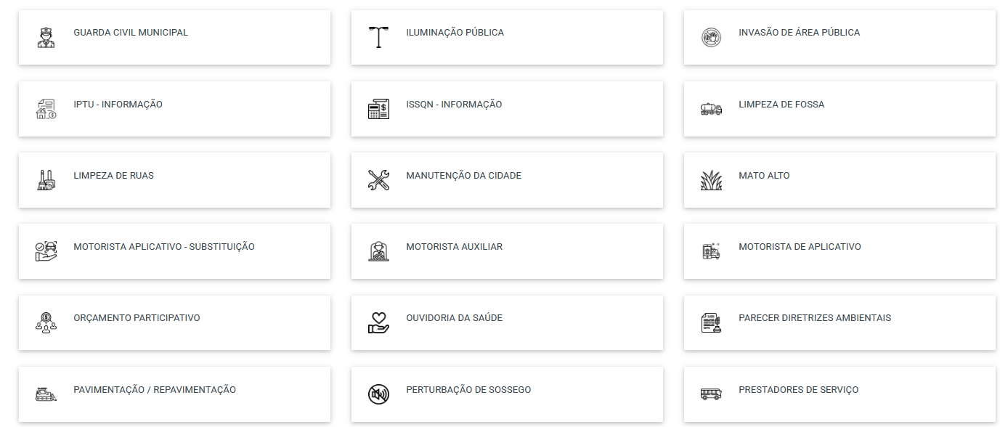 GUARDA CIVIL MUNICIPAL
ILUMINAÇÃO PÚBLICA
INVASÃO DE ÁREA PÚBLICA
IPTU - INFORMAÇÃO
ISSQN - INFORMAÇÃO
LIMPEZA DE FOSSA
LIMPEZA DE RUAS
MANUTENÇÃO DA CIDADE
MATO ALTO
MOTORISTA APLICATIVO - SUBSTITUIÇÃO
MOTORISTA AUXILIAR
MOTORISTA DE APLICATIVO
ORÇAMENTO PARTICIPATIVO
OUVIDORIA DA SAÚDE
PARECER DIRETRIZES AMBIENTAIS
PAVIMENTAÇÃO / REPAVIMENTAÇÃO
PERTURBAÇÃO DE SOSSEGO
PRESTADORES DE SERVIÇO